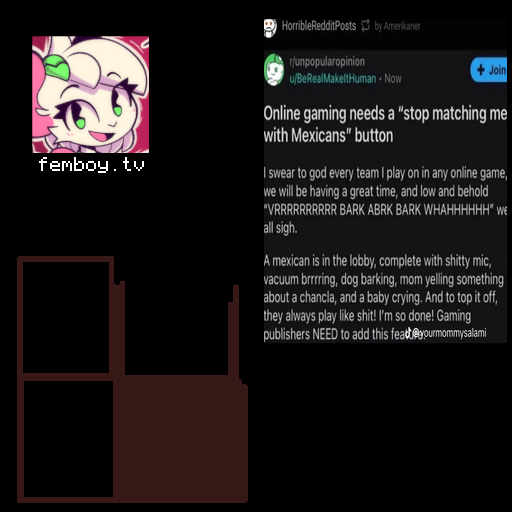 femboy.tv
HorribleRedditPosts by Amerikaner
r/unpopularopinion
u/BeRealMakeItHuman • Now
+ Join
Online gaming needs a “stop matching me
with Mexicans” button
I swear to god every team I play on in any online game,
we will be having a great time, and low and behold
“VRRRRRRRRR BARK ABRK BARK WHAHHHHHH” we
all sigh.
A mexican is in the lobby, complete with shitty mic,
vacuum brrrring, dog barking, mom yelling something
about a chancla, and a baby crying. And to top it off,
they always play like shit! I'm so done! Gaming
publishers NEED to add this feature.
@yourmommysalami